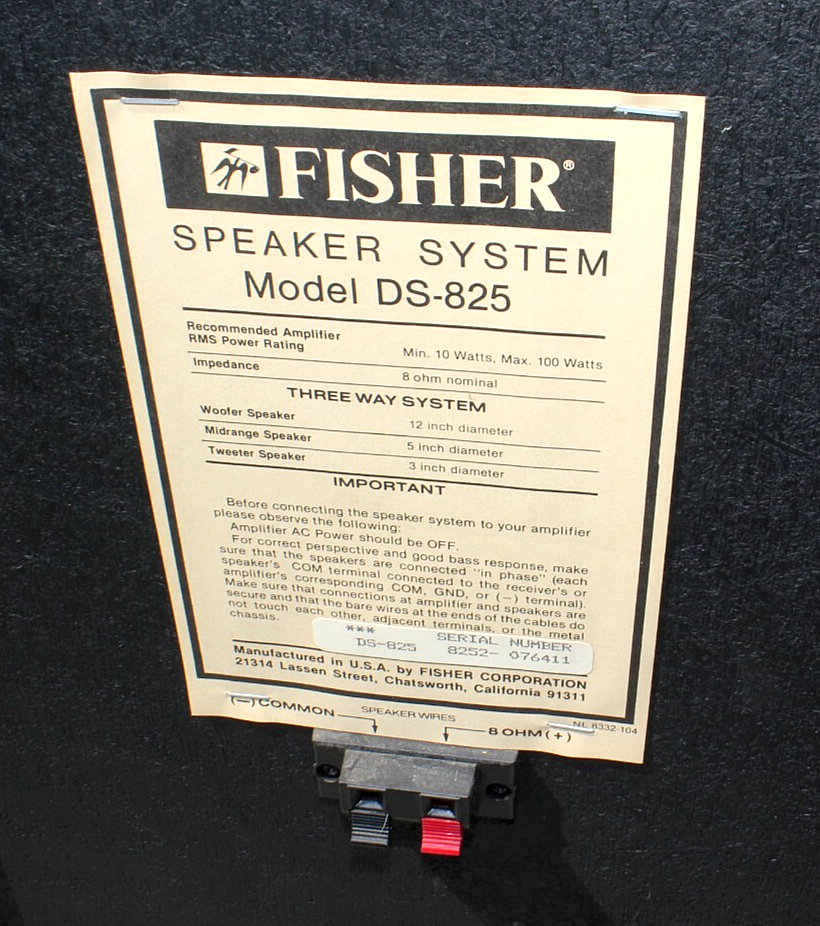 FISHER®
SPEAKER SYSTEM
Model DS-825
Recommended Amplifier
RMS Power Rating Min. 10 Watts, Max. 100 Watts
Impedance 8 ohm nominal
THREE WAY SYSTEM
Woofer Speaker 12 inch diameter
Midrange Speaker 5 inch diameter
Tweeter Speaker 3 inch diameter
IMPORTANT
Before connecting the speaker system to your amplifier
please observe the following:
Amplifier AC Power should be OFF.
For correct perspective and good bass response, make
sure that the speakers are connected "in phase" (each
speaker's COM terminal connected to the receiver's or
amplifier's corresponding COM, GND, or (−) terminal).
Make sure that connections at amplifier and speakers are
secure and that the bare wires at the ends of the cables do
not touch each other, adjacent terminals, or the metal
chassis.
*** SERIAL NUMBER
DS-825 8252- 076411
Manufactured in U.S.A. by FISHER CORPORATION
21314 Lassen Street, Chatsworth, California 91311
NL 8332-104
(−) COMMON SPEAKER WIRES 8 OHM (+)